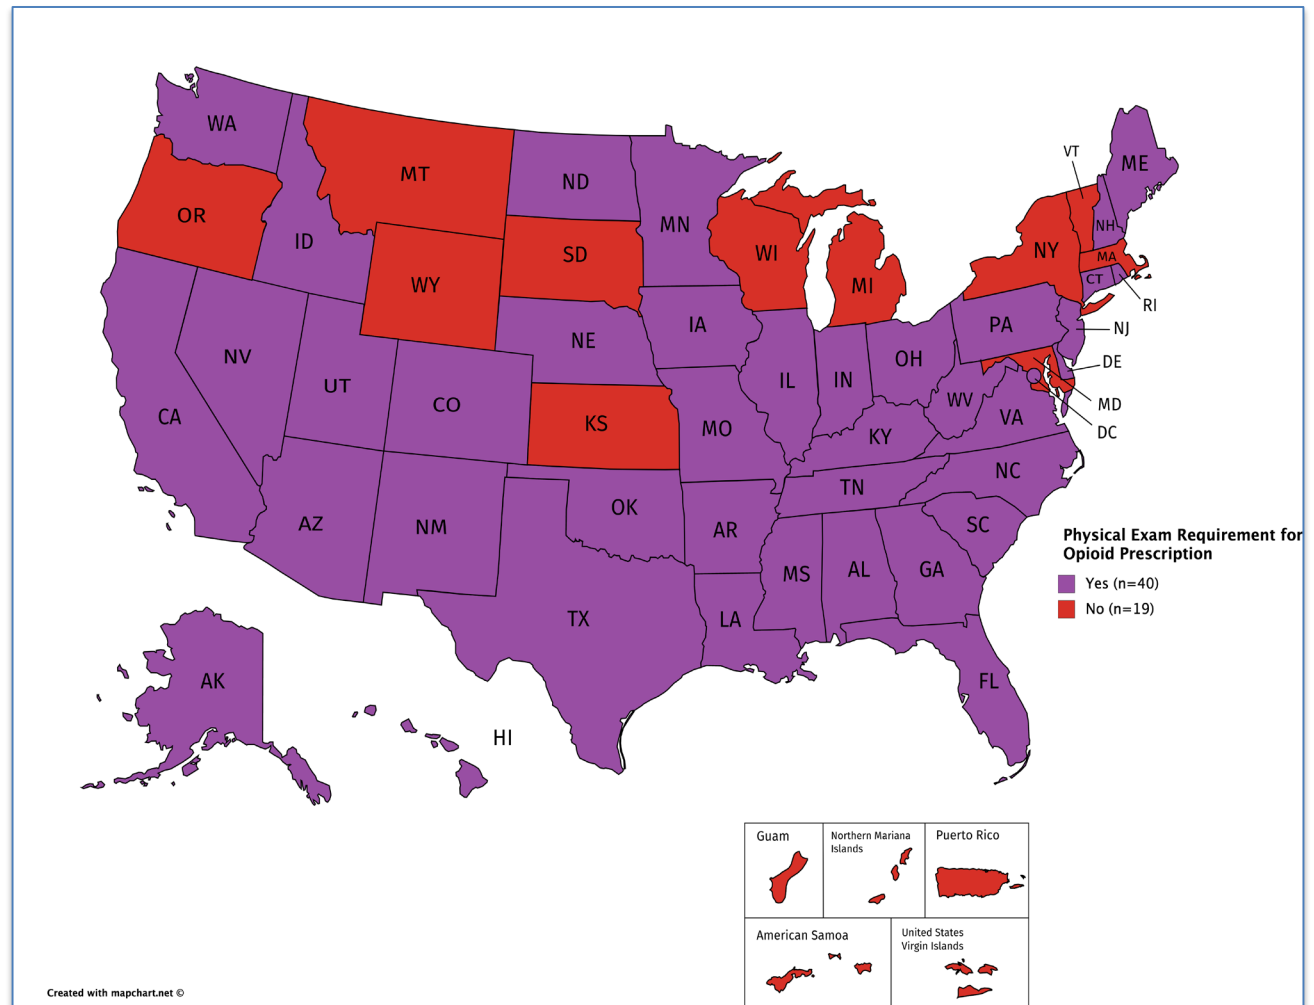 WA
MT
ND
MN
VT
ME
OR
ID
SD
WI
NH
NY
MA
WY
MI
CT
RI
NE
IA
PA
NJ
NV
OH
DE
UT
IL
IN
CO
WV
MD
CA
KS
MO
VA
DC
KY
NC
TN
OK
AZ
NM
AR
SC
MS
AL
GA
TX
LA
Physical Exam Requirement for
Opioid Prescription
Yes (n=40)
No (n=19)
AK
FL
HI
Guam
Northern Mariana
Islands
Puerto Rico
American Samoa
United States
Virgin Islands
Created with mapchart.net ©